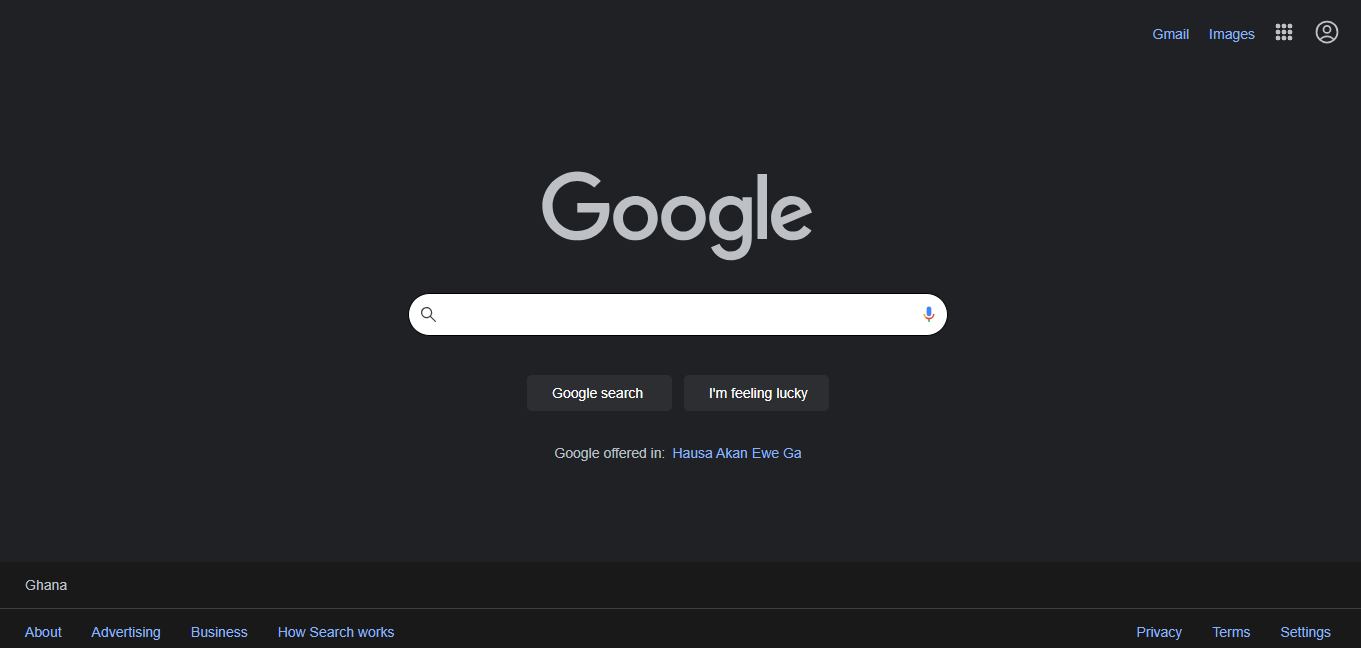 Gmail Images
Google
Google search I'm feeling lucky
Google offered in: Hausa Akan Ewe Ga
Ghana
About Advertising Business How Search works Privacy Terms Settings